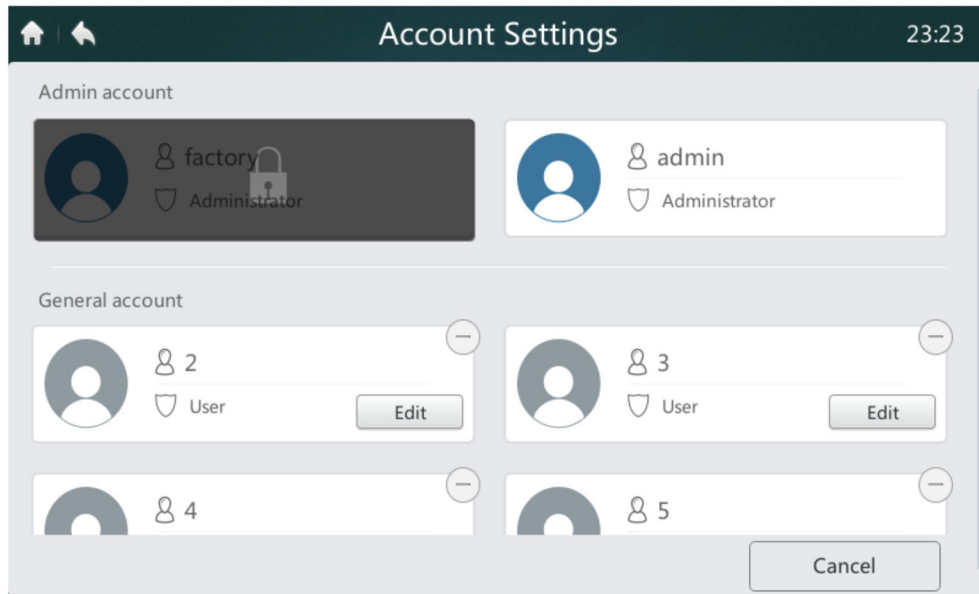 Account Settings 23:23
Admin account
factory
Administrator
admin
Administrator
General account
2
User
Edit
3
User
Edit
4
5
Cancel